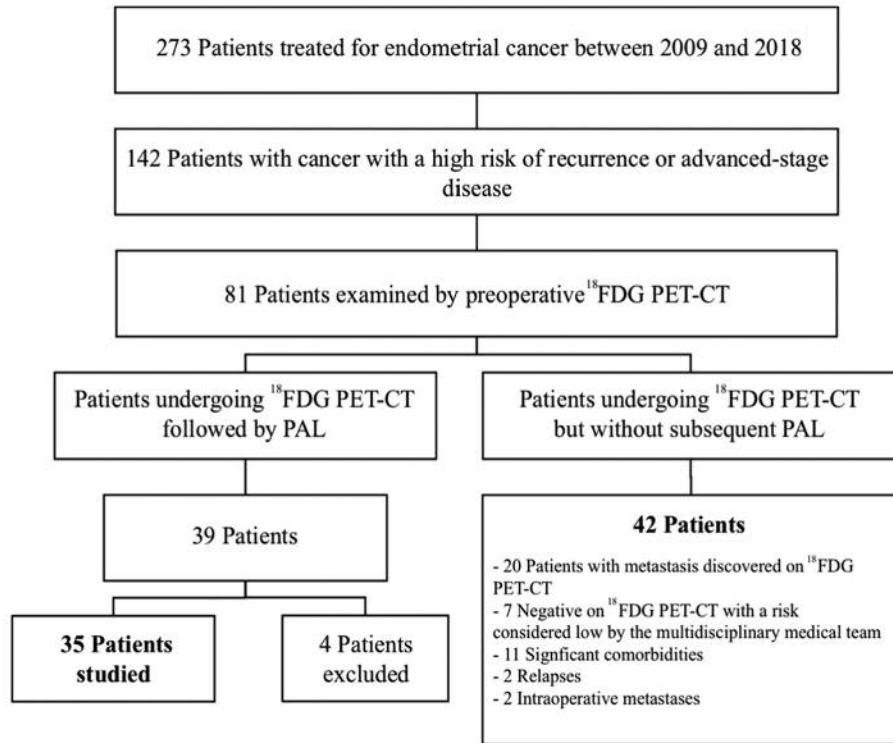 273 Patients treated for endometrial cancer between 2009 and 2018
142 Patients with cancer with a high risk of recurrence or advanced-stage
disease
81 Patients examined by preoperative ¹⁸FDG PET-CT
Patients undergoing ¹⁸FDG PET-CT
followed by PAL
Patients undergoing ¹⁸FDG PET-CT
but without subsequent PAL
39 Patients
35 Patients
studied
4 Patients
excluded
42 Patients
- 20 Patients with metastasis discovered on ¹⁸FDG
PET-CT
- 7 Negative on ¹⁸FDG PET-CT with a risk
considered low by the multidisciplinary medical team
- 11 Signficant comorbidities
- 2 Relapses
- 2 Intraoperative metastases